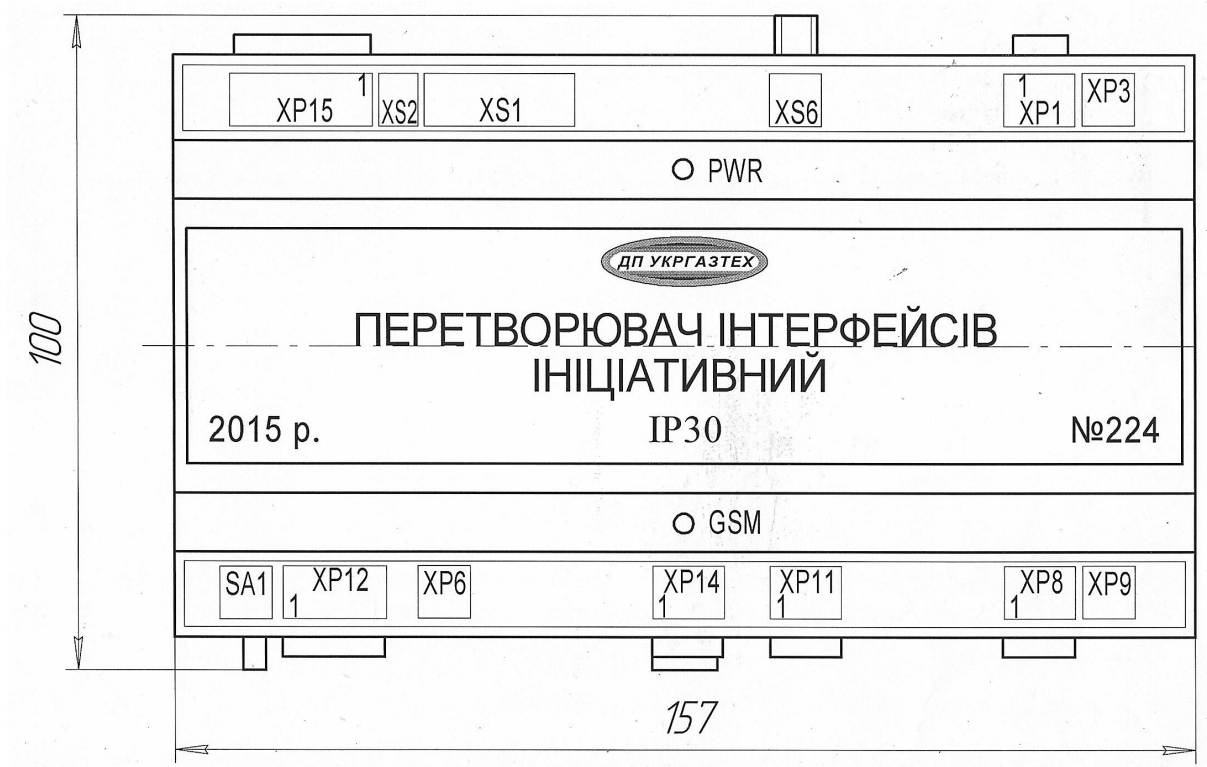 1
XP15
XS2
XS1
XS6
1
XP1
XP3
PWR
ДП УКРГАЗТЕХ
ПЕРЕТВОРЮВАЧ ІНТЕРФЕЙСІВ
ІНІЦІАТИВНИЙ
2015 р.
IP30
№224
GSM
SA1
XP12
1
XP6
XP14
1
XP11
1
XP8
1
XP9
100
157